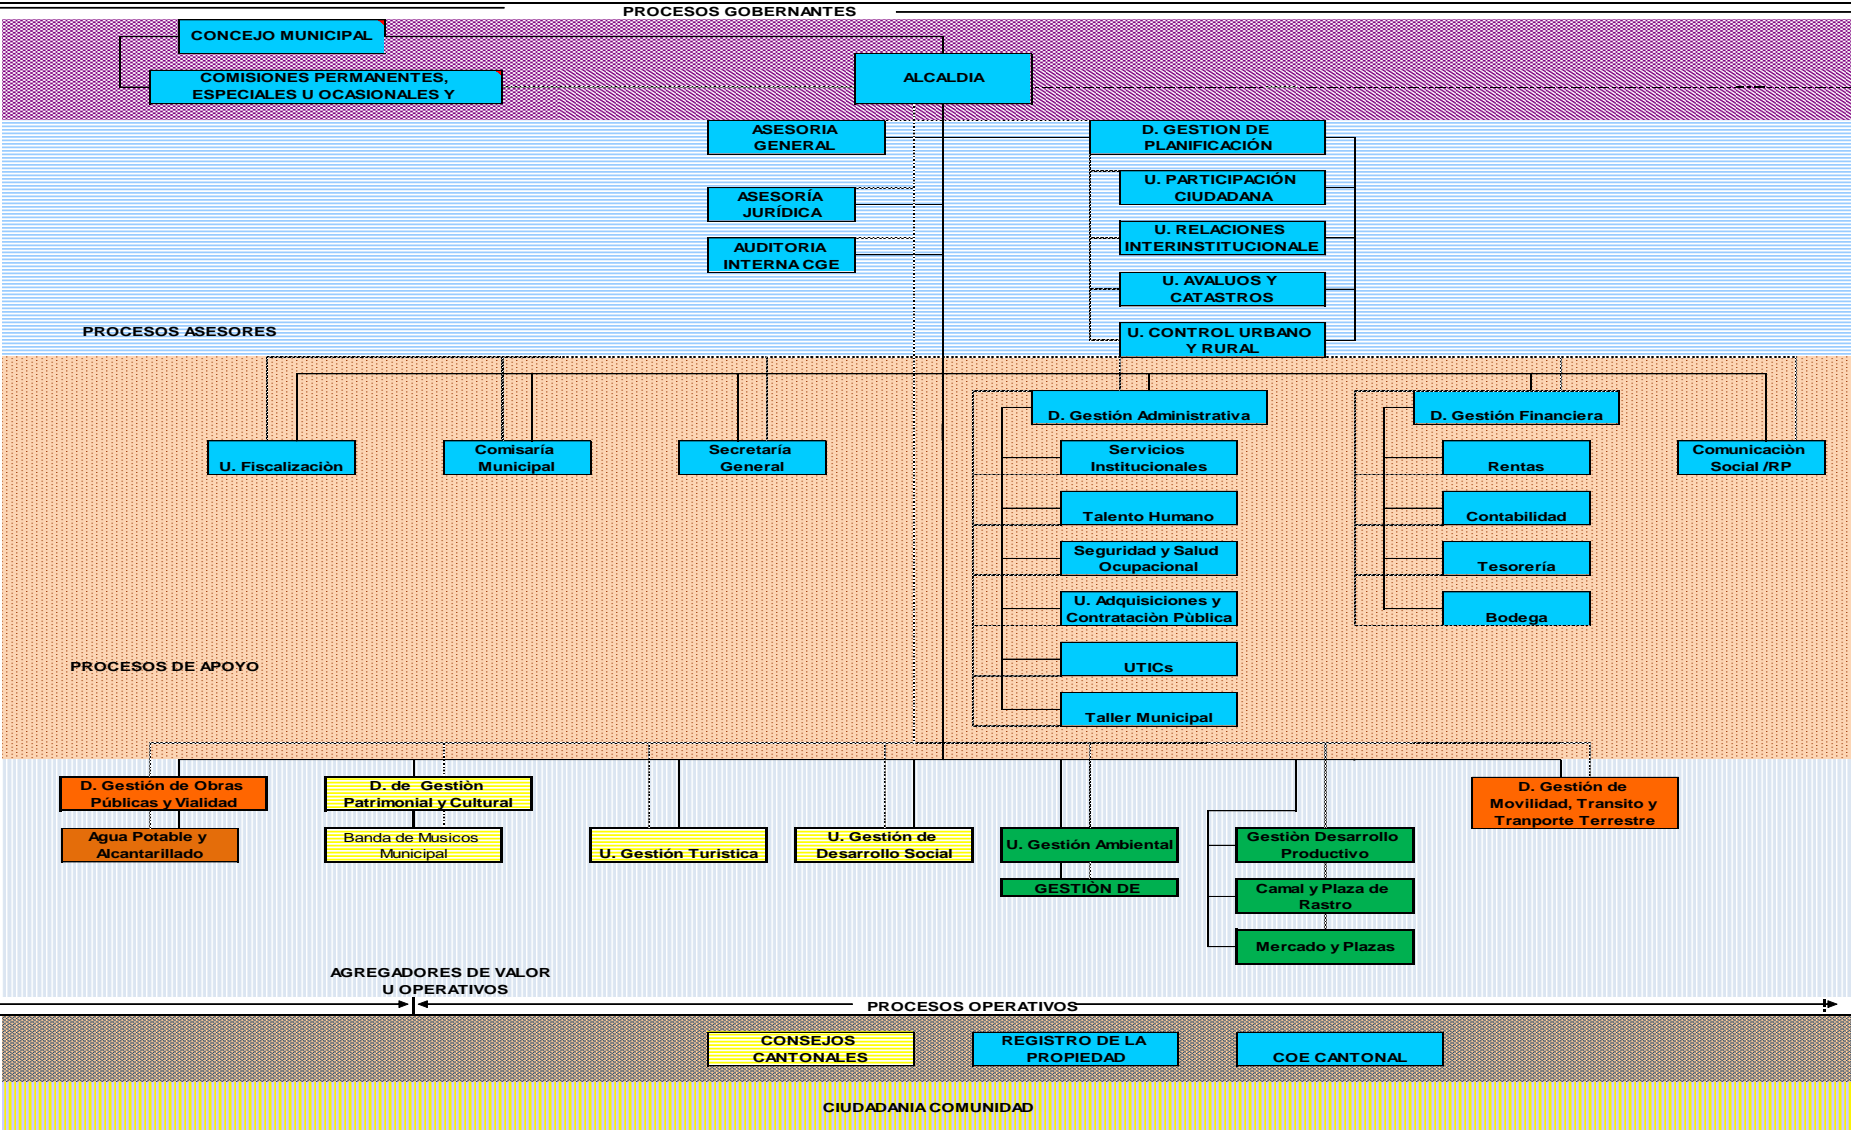 PROCESOS GOBERNANTES
CONCEJO MUNICIPAL
COMISIONES PERMANENTES,
ESPECIALES U OCASIONALES Y
ALCALDIA
ASESORIA
GENERAL
D. GESTION DE
PLANIFICACIÓN
U. PARTICIPACIÓN
CIUDADANA
ASESORÍA
JURÍDICA
U. RELACIONES
INTERINSTITUCIONALE
AUDITORIA
INTERNA CGE
U. AVALUOS Y
CATASTROS
PROCESOS ASESORES
U. CONTROL URBANO
Y RURAL
D. Gestión Administrativa
D. Gestión Financiera
U. Fiscalizaciòn
Comisaría
Municipal
Secretaría
General
Servicios
Institucionales
Rentas
Comunicaciòn
Social /RP
Talento Humano
Contabilidad
Seguridad y Salud
Ocupacional
Tesorería
U. Adquisiciones y
Contrataciòn Pùblica
Bodega
PROCESOS DE APOYO
UTICs
Taller Municipal
D. Gestión de Obras
Públicas y Vialidad
D. de Gestiòn
Patrimonial y Cultural
D. Gestión de
Movilidad, Transito y
Tranporte Terrestre
Agua Potable y
Alcantarillado
Banda de Musicos
Municipal
U. Gestión Turistica
U. Gestión de
Desarrollo Social
U. Gestión Ambiental
Gestiòn Desarrollo
Productivo
GESTIÒN DE
Camal y Plaza de
Rastro
Mercado y Plazas
AGREGADORES DE VALOR
U OPERATIVOS
PROCESOS OPERATIVOS
CONSEJOS
CANTONALES
REGISTRO DE LA
PROPIEDAD
COE CANTONAL
CIUDADANIA COMUNIDAD